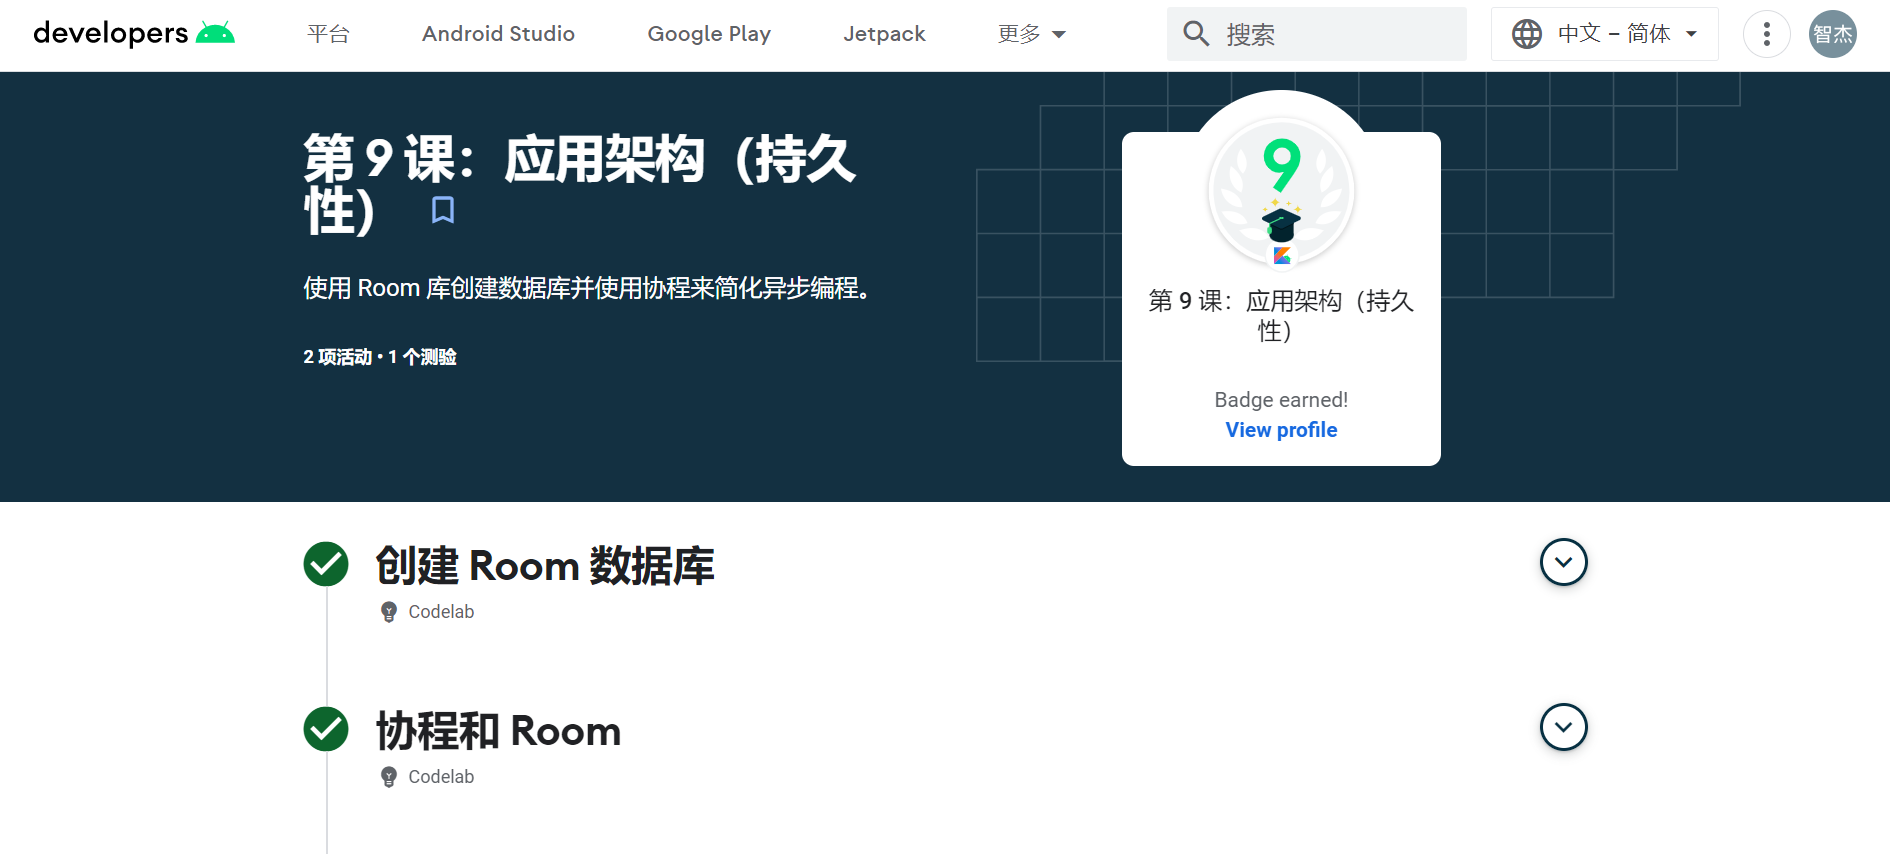 developers
平台
Android Studio
Google Play
Jetpack
更多
搜索
中文 – 简体
智杰
第 9 课：应用架构（持久
性）
使用 Room 库创建数据库并使用协程来简化异步编程。
2 项活动 • 1 个测验
9
第 9 课：应用架构（持久
性）
Badge earned!
View profile
创建 Room 数据库
Codelab
协程和 Room
Codelab